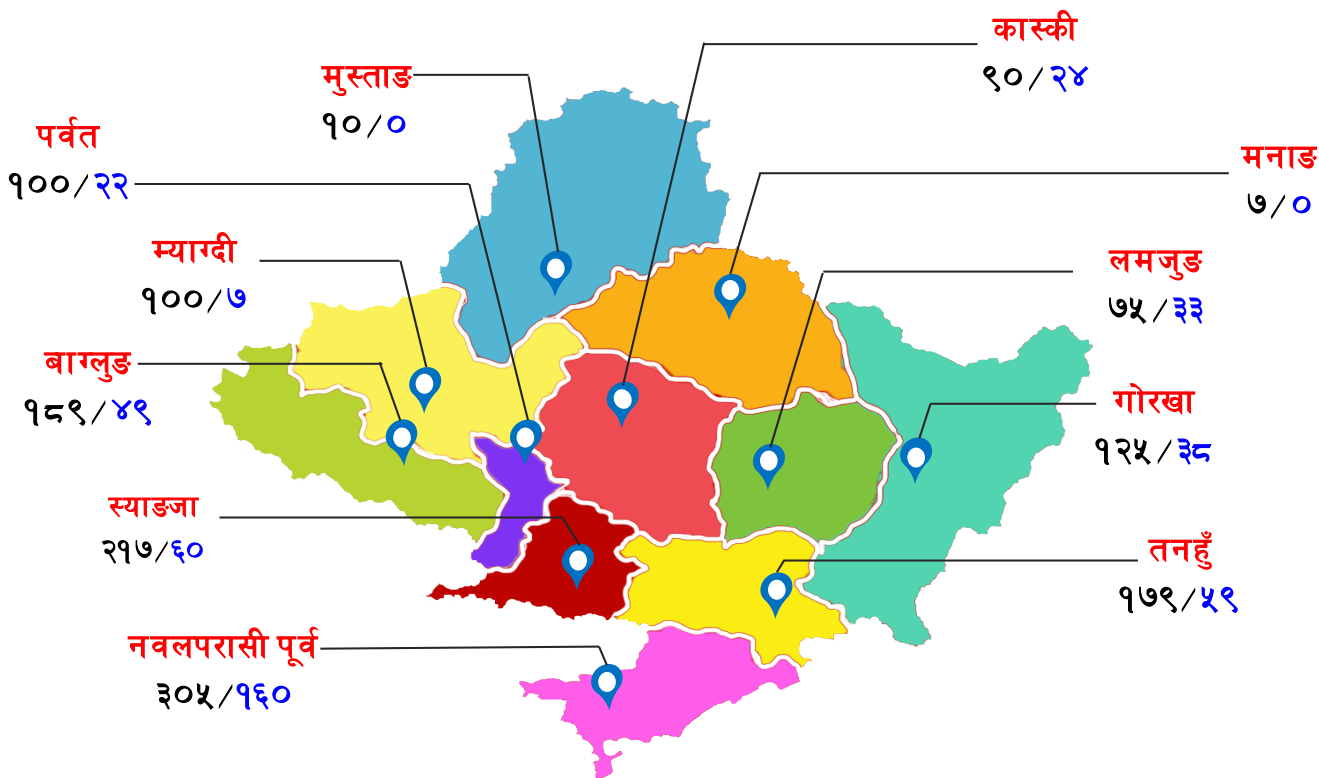 कास्की
९०/२४
मुस्ताङ
१०/०
पर्वत
१००/२२
मनाङ
७/०
म्याग्दी
१००/७
लमजुङ
७५/३३
बाग्लुङ
१८९/४९
गोरखा
१२५/३८
स्याङजा
२१७/६०
तनहुँ
१७९/५९
नवलपरासी पूर्व
३०५/१६०